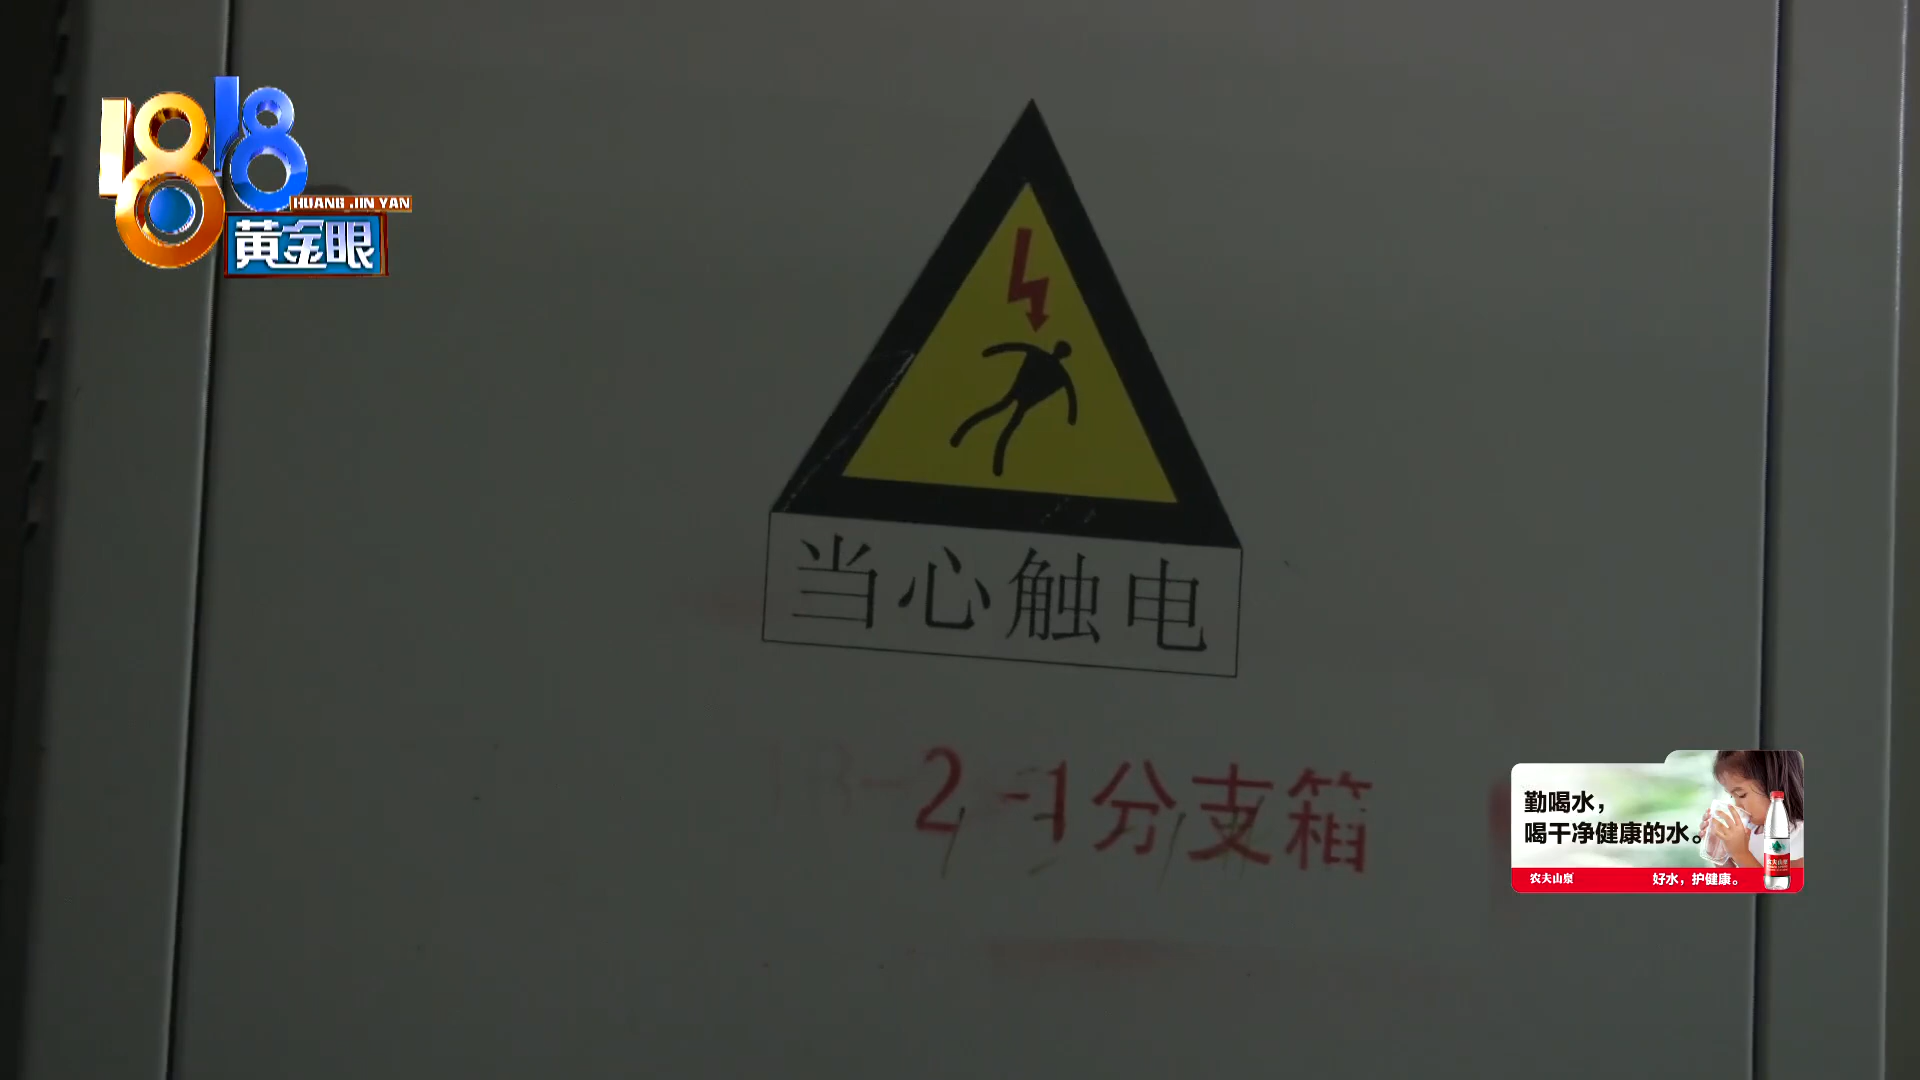 1818
HUANG JIN YAN
黄金眼
当心触电
-2-1分支箱
勤喝水，
喝干净健康的水。
农夫山泉
好水，护健康。